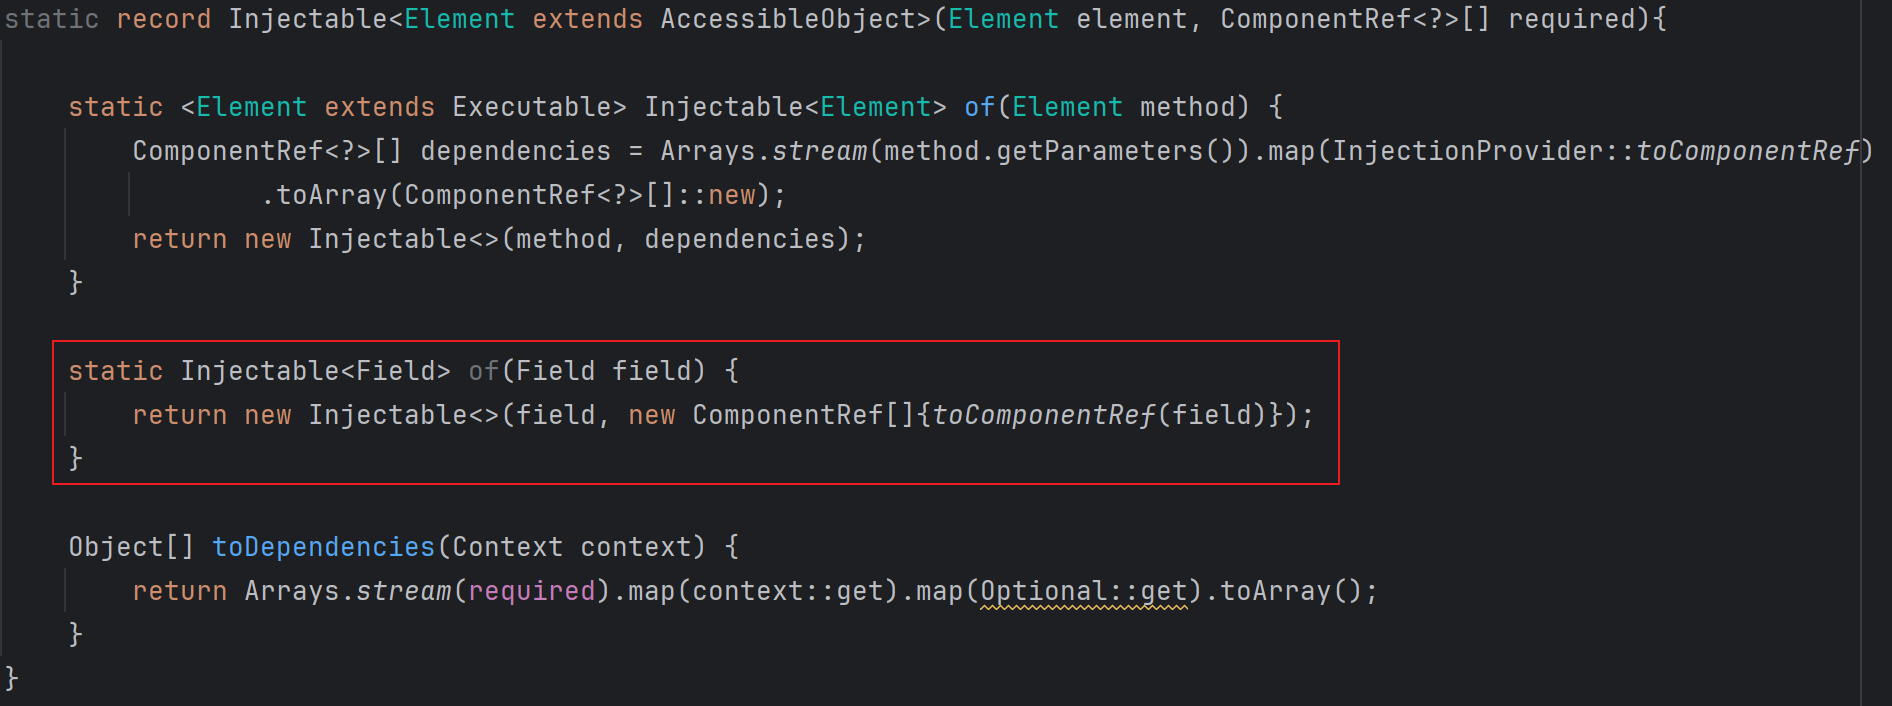 static record Injectable<Element extends AccessibleObject>(Element element, ComponentRef<?>[] required){
static <Element extends Executable> Injectable<Element> of(Element method) {
ComponentRef<?>[] dependencies = Arrays.stream(method.getParameters()).map(InjectionProvider::toComponentRef)
.toArray(ComponentRef<?>[]::new);
return new Injectable<>(method, dependencies);
}
static Injectable<Field> of(Field field) {
return new Injectable<>(field, new ComponentRef[]{toComponentRef(field)});
}
Object[] toDependencies(Context context) {
return Arrays.stream(required).map(context::get).map(Optional::get).toArray();
}
}